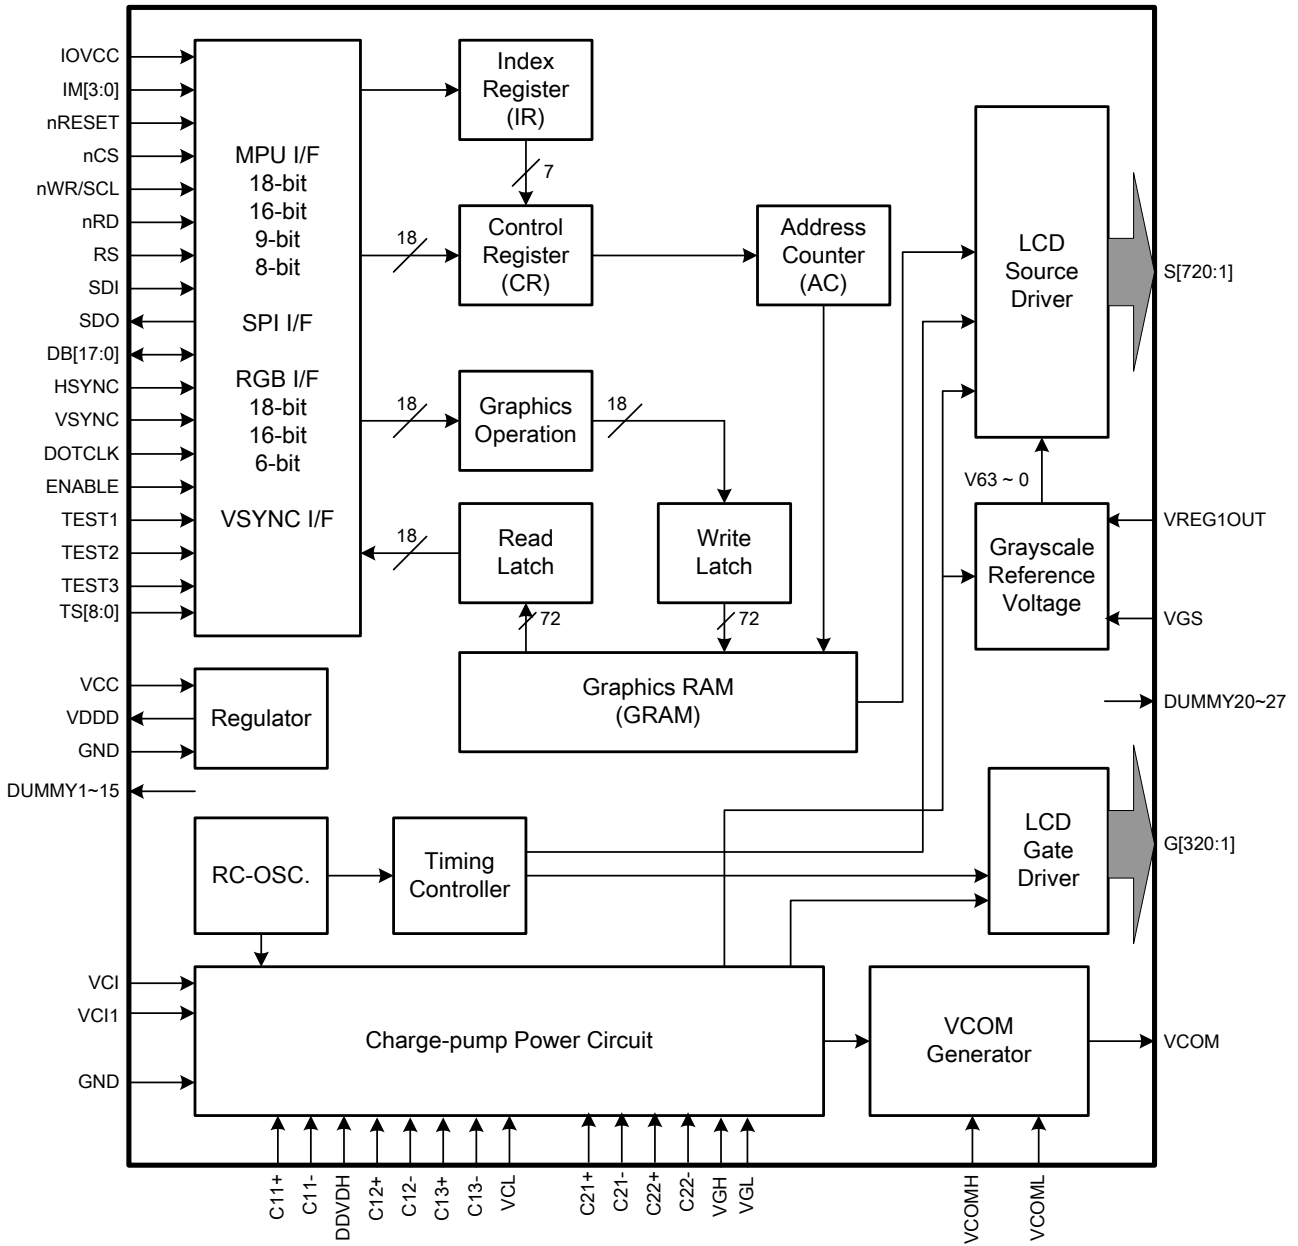 IOVCC
IM[3:0]
nRESET
nCS
nWR/SCL
nRD
RS
SDI
SDO
DB[17:0]
HSYNC
VSYNC
DOTCLK
ENABLE
TEST1
TEST2
TEST3
TS[8:0]
MPU I/F
18-bit
16-bit
9-bit
8-bit
SPI I/F
RGB I/F
18-bit
16-bit
6-bit
VSYNC I/F
Index
Register
(IR)
7
18
Control
Register
(CR)
Address
Counter
(AC)
LCD
Source
Driver
S[720:1]
18
Graphics
Operation
18
V63 ~ 0
18
Read
Latch
Write
Latch
72
72
Grayscale
Reference
Voltage
VREG1OUT
VGS
Graphics RAM
(GRAM)
VCC
VDDD
GND
Regulator
DUMMY20~27
DUMMY1~15
RC-OSC.
Timing
Controller
LCD
Gate
Driver
G[320:1]
VCI
VCI1
GND
Charge-pump Power Circuit
VCOM
Generator
VCOM
C11+
C11-
DDVDH
C12+
C12-
C13+
C13-
VCL
C21+
C21-
C22+
C22-
VGH
VGL
VCOMH
VCOML